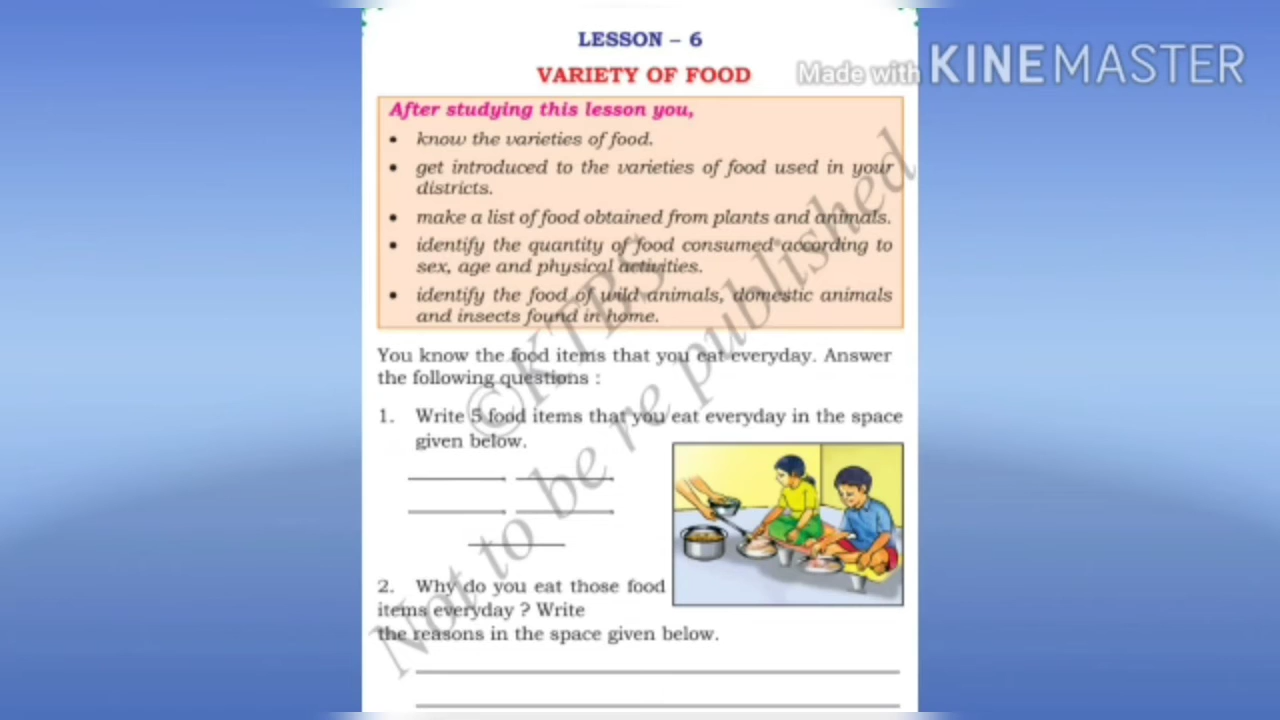 LESSON – 6
VARIETY OF FOOD
Made with KINEMASTER
After studying this lesson you,
• know the varieties of food.
• get introduced to the varieties of food used in your
districts.
• make a list of food obtained from plants and animals.
• identify the quantity of food consumed according to
sex, age and physical activities.
• identify the food of wild animals, domestic animals
and insects found in home.
You know the food items that you eat everyday. Answer
the following questions :
1. Write 5 food items that you eat everyday in the space
given below.
2. Why do you eat those food
items everyday ? Write
the reasons in the space given below.
©KTBS
Not to be re published